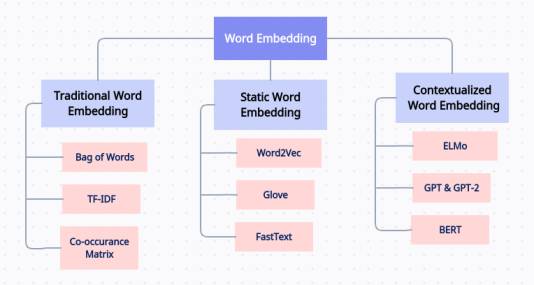 Word Embedding
Traditional Word
Embedding
Bag of Words
TF-IDF
Co-occurance
Matrix
Static Word
Embedding
Word2Vec
Glove
FastText
Contextualized
Word Embedding
ELMo
GPT & GPT-2
BERT